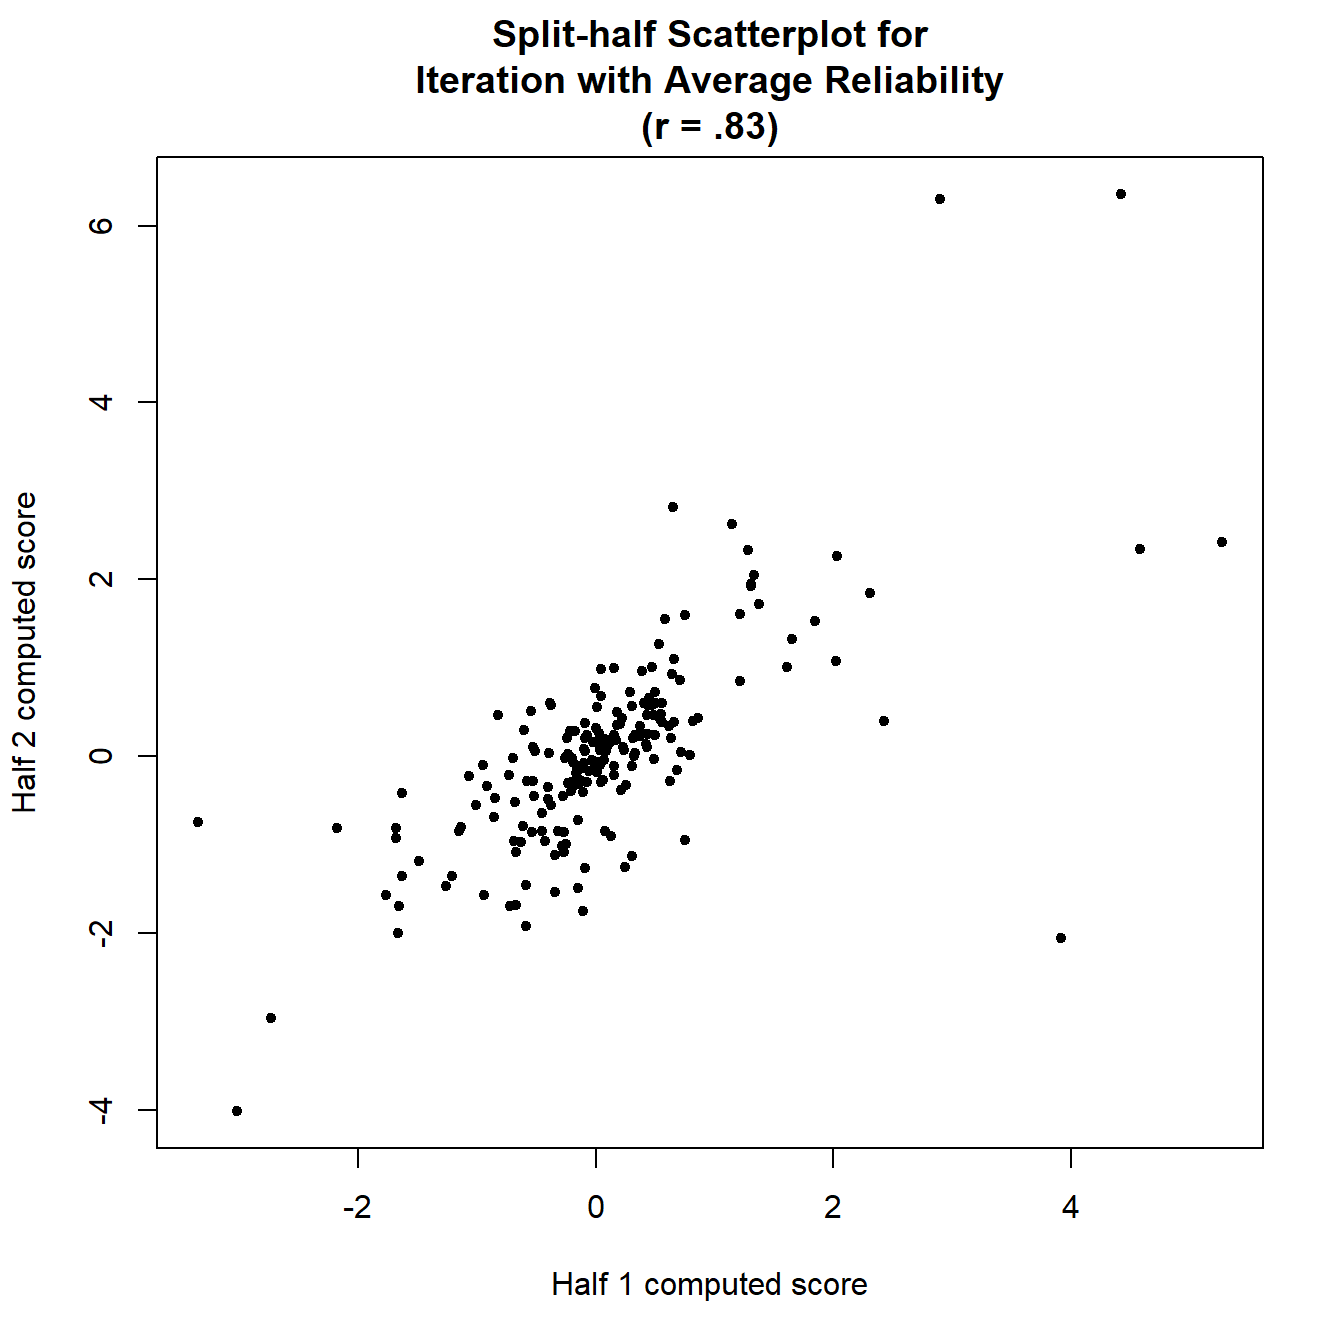 Split-half Scatterplot for
Iteration with Average Reliability
(r = .83)
Half 2 computed score
6
4
2
0
-2
-4
-2
0
2
4
Half 1 computed score